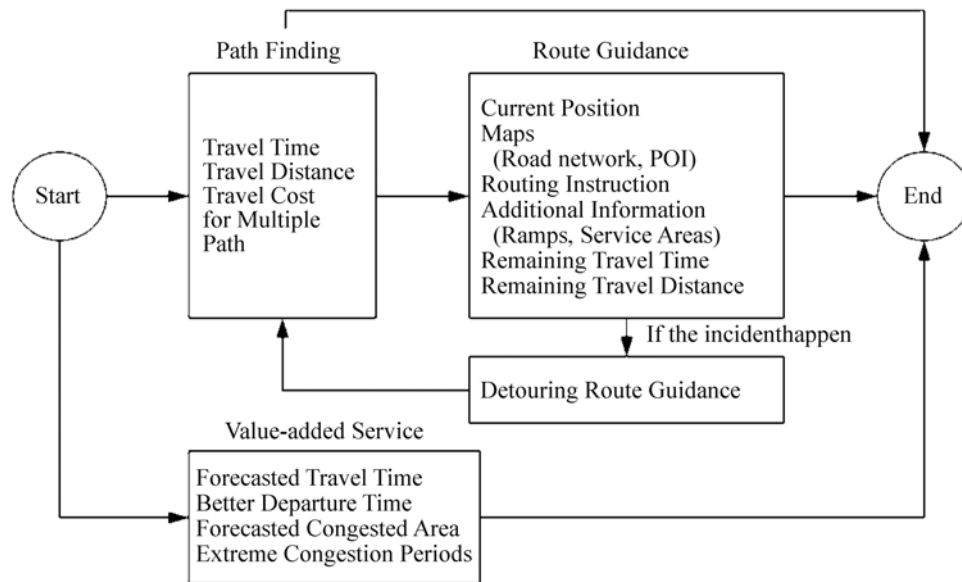 Path Finding
Route Guidance
Start
Travel Time
Travel Distance
Travel Cost
for Multiple
Path
Current Position
Maps
(Road network, POI)
Routing Instruction
Additional Information
(Ramps, Service Areas)
Remaining Travel Time
Remaining Travel Distance
End
If the incidenthappen
Detouring Route Guidance
Value-added Service
Forecasted Travel Time
Better Departure Time
Forecasted Congested Area
Extreme Congestion Periods